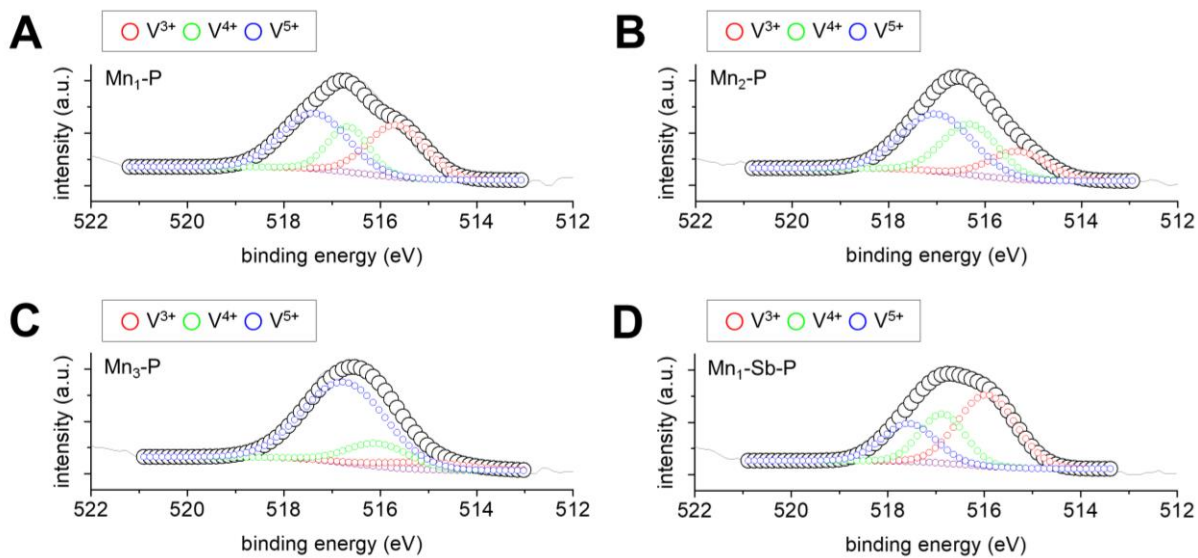 A
V³⁺ V⁴⁺ V⁵⁺
Mn₁-P
intensity (a.u.)
522 520 518 516 514 512
binding energy (eV)
B
V³⁺ V⁴⁺ V⁵⁺
Mn₂-P
intensity (a.u.)
522 520 518 516 514 512
binding energy (eV)
C
V³⁺ V⁴⁺ V⁵⁺
Mn₃-P
intensity (a.u.)
522 520 518 516 514 512
binding energy (eV)
D
V³⁺ V⁴⁺ V⁵⁺
Mn₁-Sb-P
intensity (a.u.)
522 520 518 516 514 512
binding energy (eV)